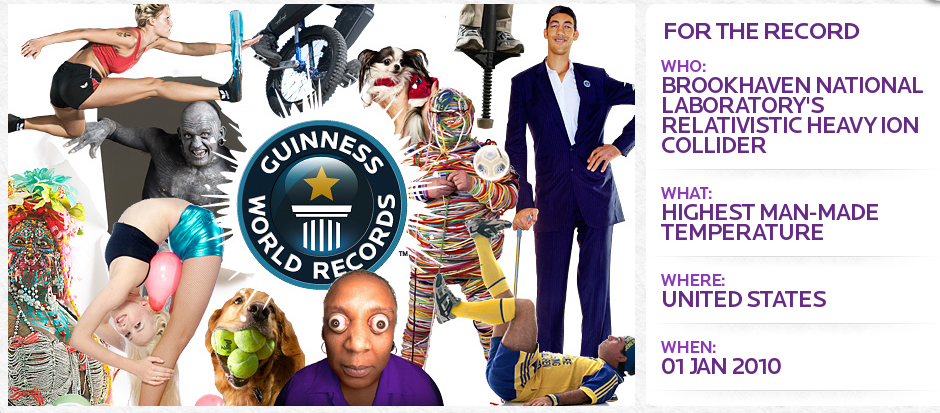 GUINNESS
WORLD RECORDS
TM
FOR THE RECORD
WHO:
BROOKHAVEN NATIONAL
LABORATORY'S
RELATIVISTIC HEAVY ION
COLLIDER
WHAT:
HIGHEST MAN-MADE
TEMPERATURE
WHERE:
UNITED STATES
WHEN:
01 JAN 2010